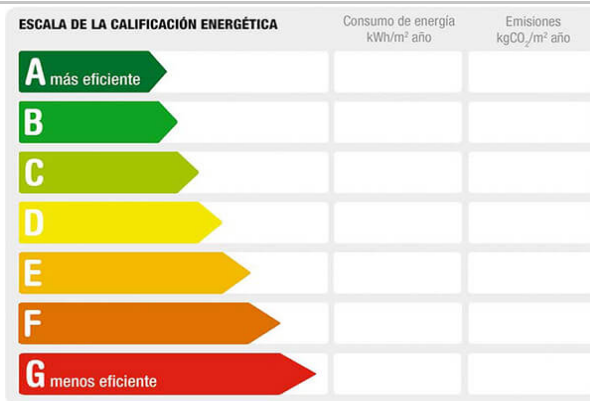 ESCALA DE LA CALIFICACIÓN ENERGÉTICA
Consumo de energía
kWh/m² año
Emisiones
kgCO₂/m² año
A más eficiente
B
C
D
E
F
G menos eficiente